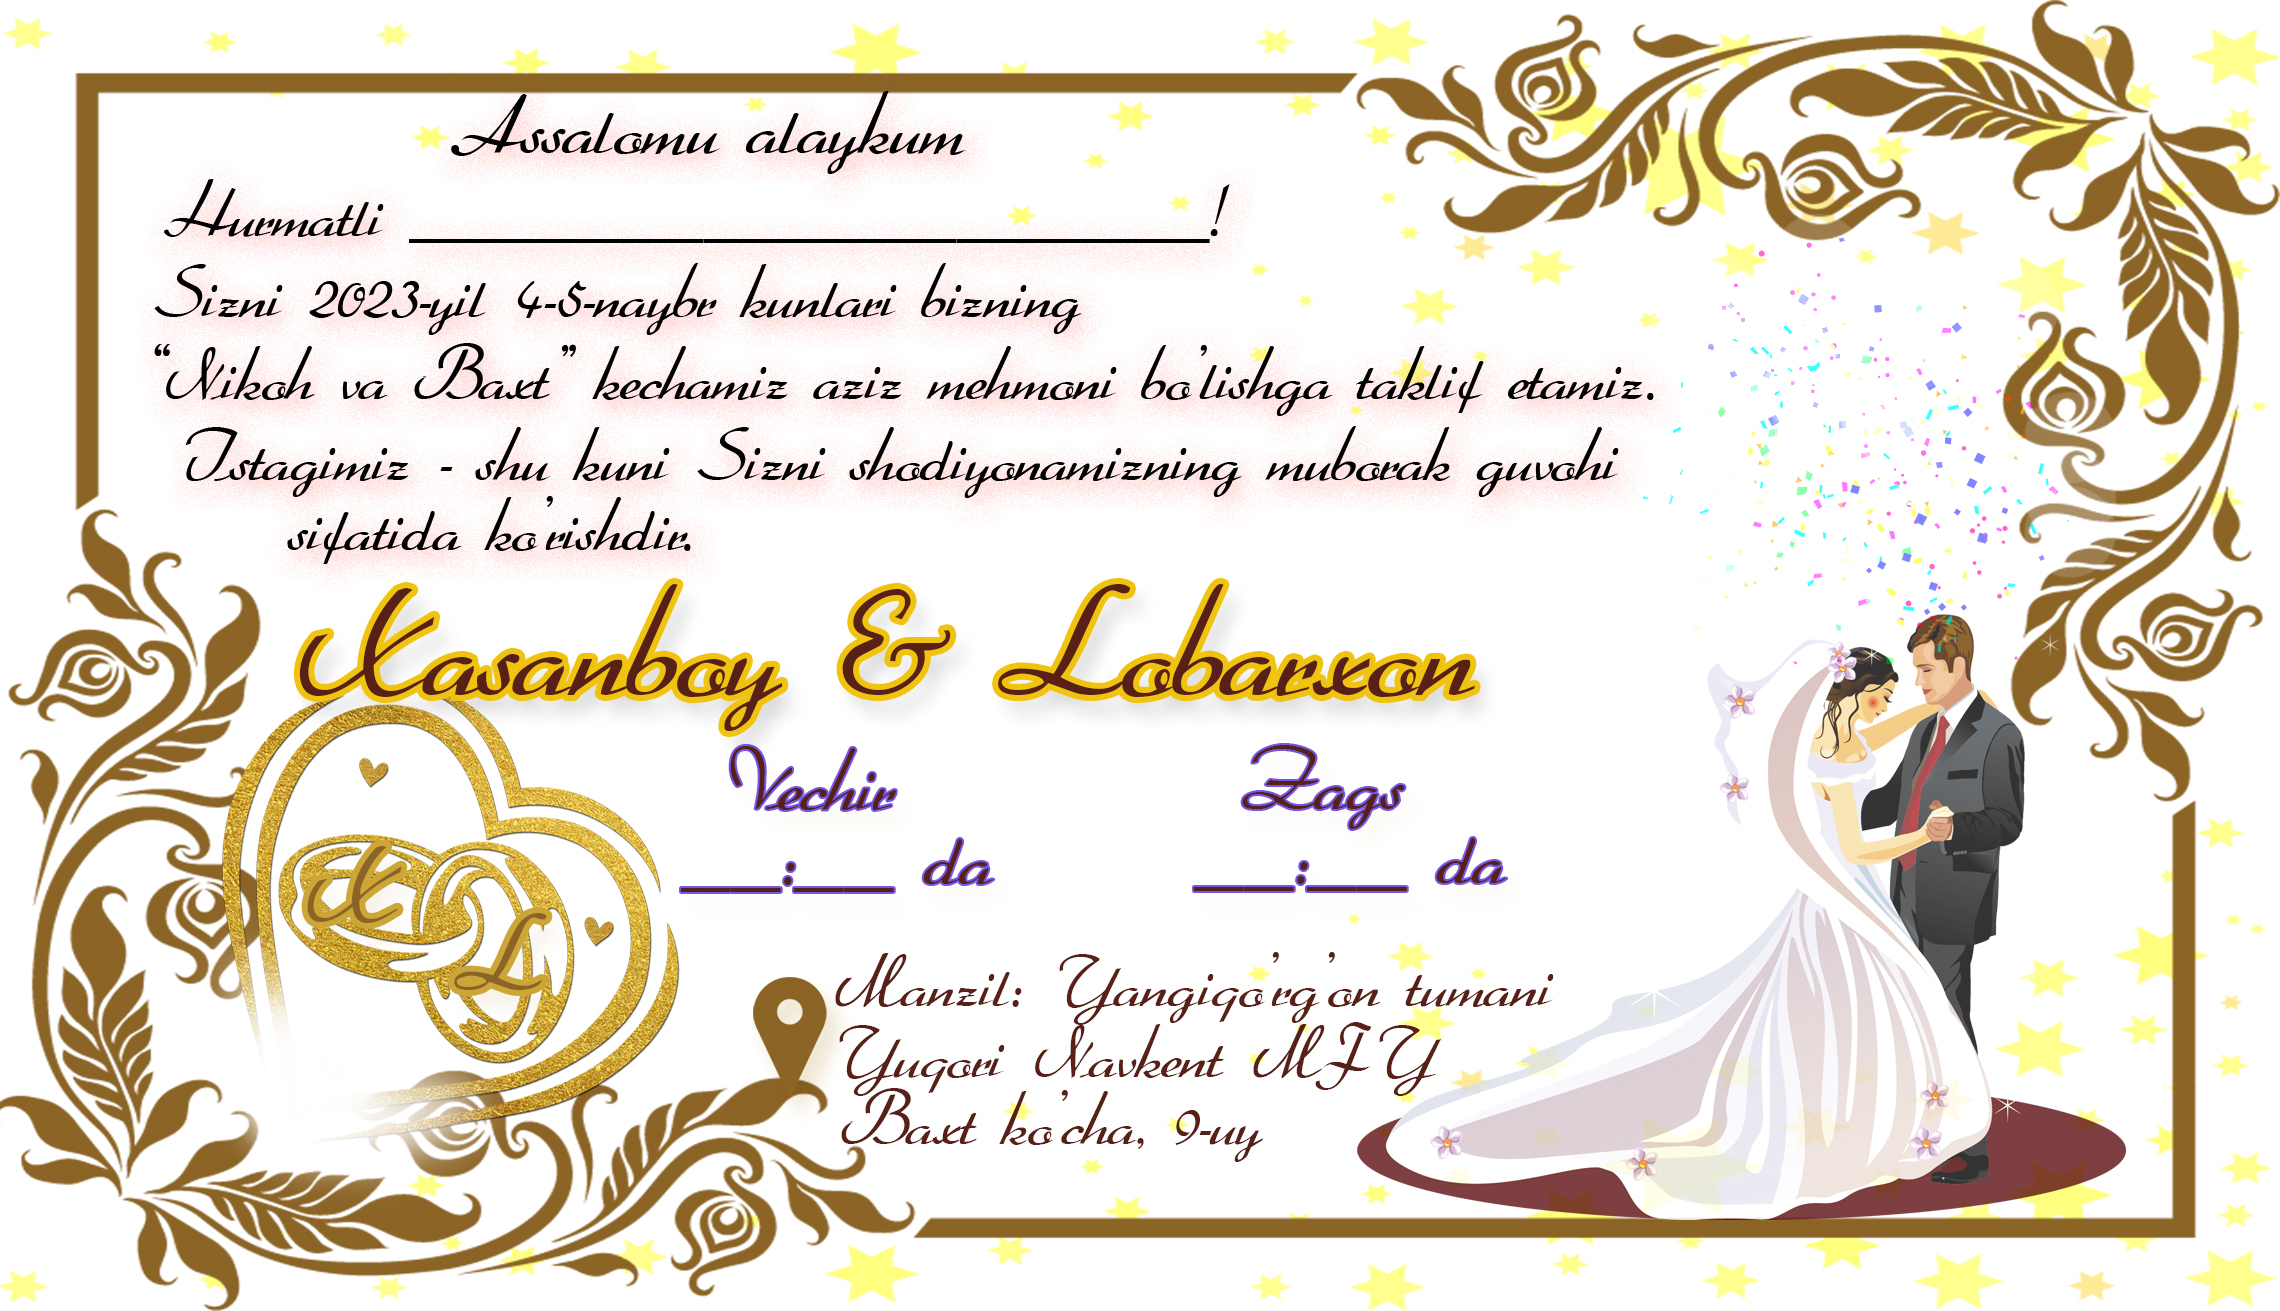 Assalomu alaykum
Hurmatli ______________________!
Sizni 2023-yil 4-5-naybr kunlari bizning
“Nikoh va Baxt” kechamiz aziz mehmoni bo’lishga taklif etamiz.
Istagimiz - shu kuni Sizni shodiyonamizning muborak guvohi
sifatida ko’rishdir.
Xasanboy & Lobarxon
Vechir Zags
___:___ da ___:___ da
X
L
Manzil: Yangiqo’rg’on tumani
Yuqori Navkent MFY
Baxt ko’cha, 9-uy